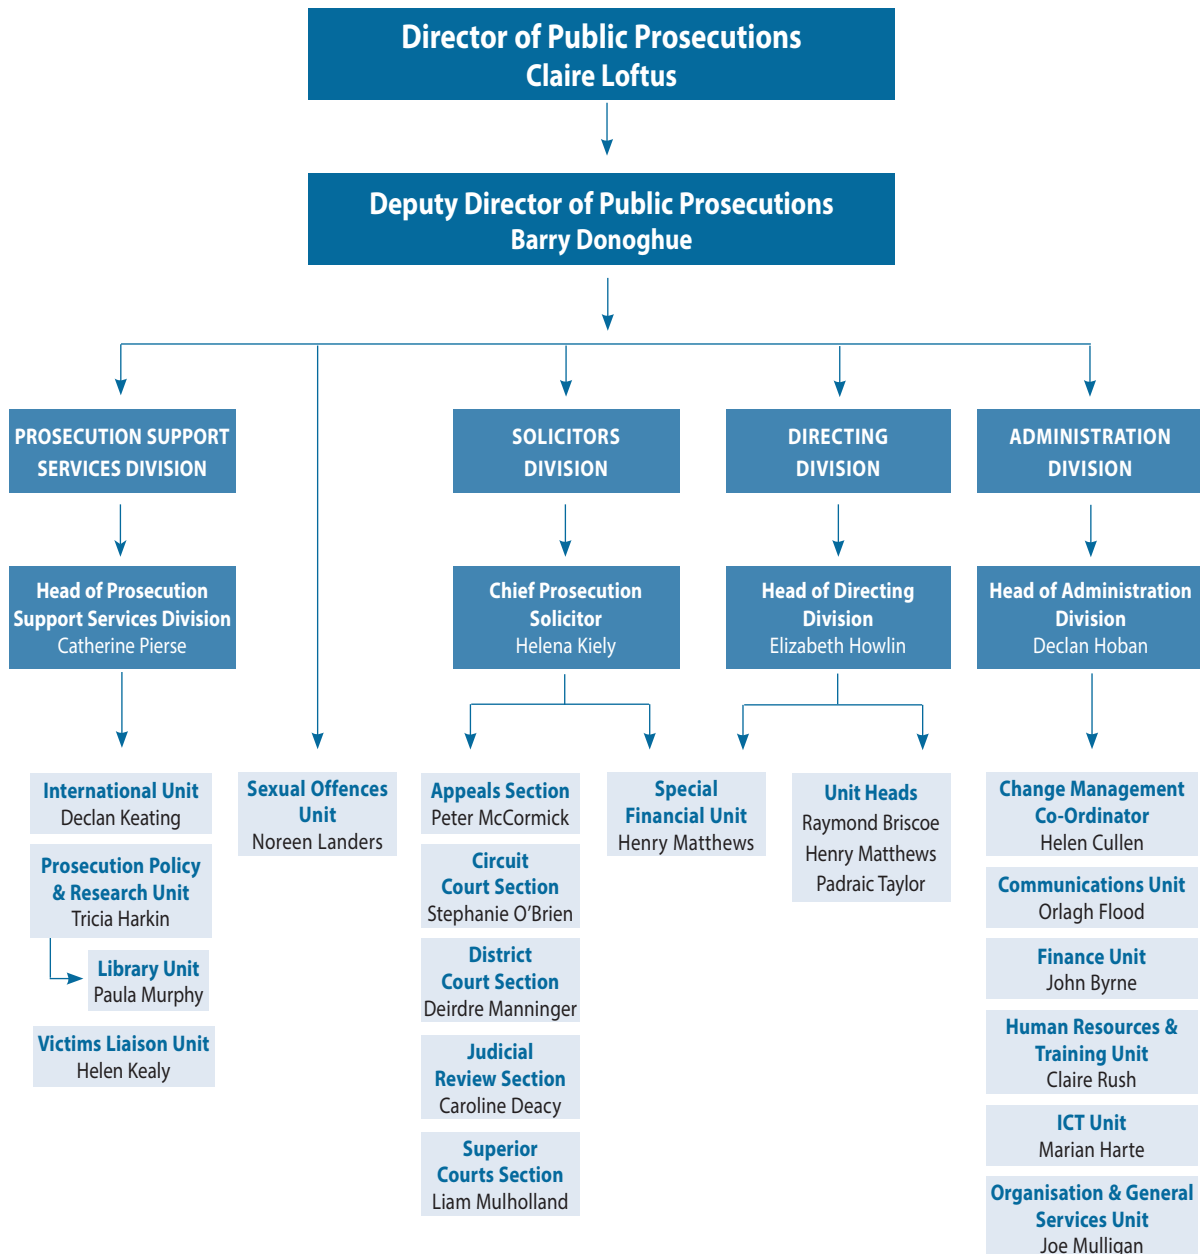 Director of Public Prosecutions
Claire Loftus
Deputy Director of Public Prosecutions
Barry Donoghue
PROSECUTION SUPPORT
SERVICES DIVISION
SOLICITORS
DIVISION
DIRECTING
DIVISION
ADMINISTRATION
DIVISION
Head of Prosecution
Support Services Division
Catherine Pierse
Chief Prosecution
Solicitor
Helena Kiely
Head of Directing
Division
Elizabeth Howlin
Head of Administration
Division
Declan Hoban
International Unit
Declan Keating
Prosecution Policy
& Research Unit
Tricia Harkin
Library Unit
Paula Murphy
Victims Liaison Unit
Helen Kealy
Sexual Offences
Unit
Noreen Landers
Appeals Section
Peter McCormick
Circuit
Court Section
Stephanie O’Brien
District
Court Section
Deirdre Manninger
Judicial
Review Section
Caroline Deacy
Superior
Courts Section
Liam Mulholland
Special
Financial Unit
Henry Matthews
Unit Heads
Raymond Briscoe
Henry Matthews
Padraic Taylor
Change Management
Co-Ordinator
Helen Cullen
Communications Unit
Orlagh Flood
Finance Unit
John Byrne
Human Resources &
Training Unit
Claire Rush
ICT Unit
Marian Harte
Organisation & General
Services Unit
Joe Mulligan